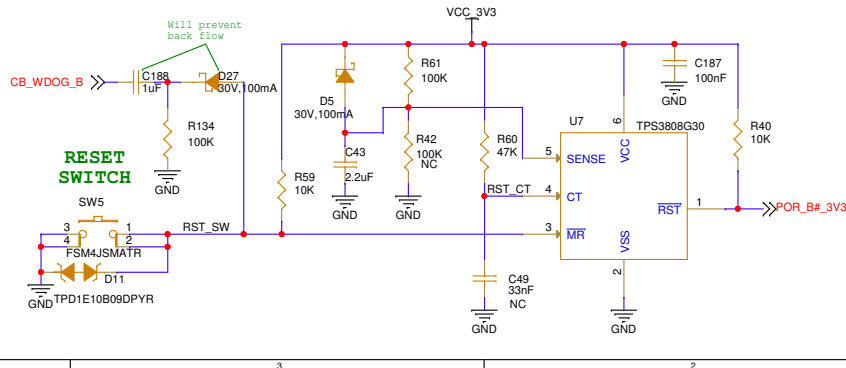 VCC_3V3
Will prevent
back flow
CB_WDOG_B
C188
1uF
D27
30V,100mA
R134
100K
GND
RESET
SWITCH
SW5
3
4
1
2
FSM4JSMATR
D11
GND
TPD1E10B09DPYR
RST_SW
R59
10K
D5
30V,100mA
C43
2.2uF
GND
R61
100K
R42
100K
NC
GND
R60
47K
RST_CT
C49
33nF
NC
GND
U7
TPS3808G30
5
SENSE
4
CT
3
MR
6
VCC
VSS
2
RST
1
GND
C187
100nF
GND
R40
10K
POR_B#_3V3
3
2